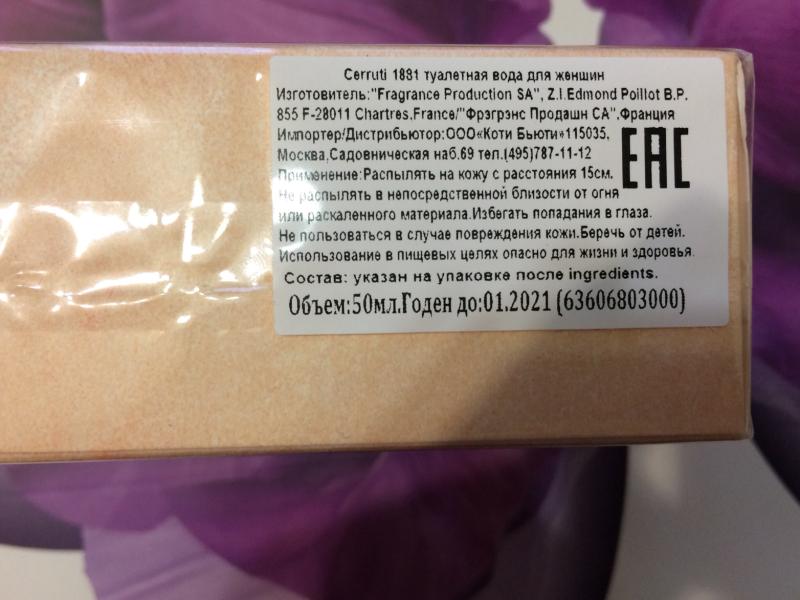 Cerruti 1881 туалетная вода для женшин
Изготовитель:"Fragrance Production SA", Z.I.Edmond Poillot B.P.
855 F-28011 Chartres.France/"Фрэгрэнс Продашн СА".Франция
Импортер/Дистрибьютор:ООО«Коти Бьюти»115035,
Москва,Садовническая наб.69 тел.(495)787-11-12
Применение:Распылять на кожу с расстояния 15см.
ЕАС
Не распылять в непосредственной близости от огня
или раскаленного материала.Избегать попадания в глаза.
Не пользоваться в случае повреждения кожи.Беречь от детей.
Использование в пищевых целях опасно для жизни и здоровья.
Состав: указан на упаковке после ingredients.
Объем:50мл.Годен до:01.2021 (63606803000)